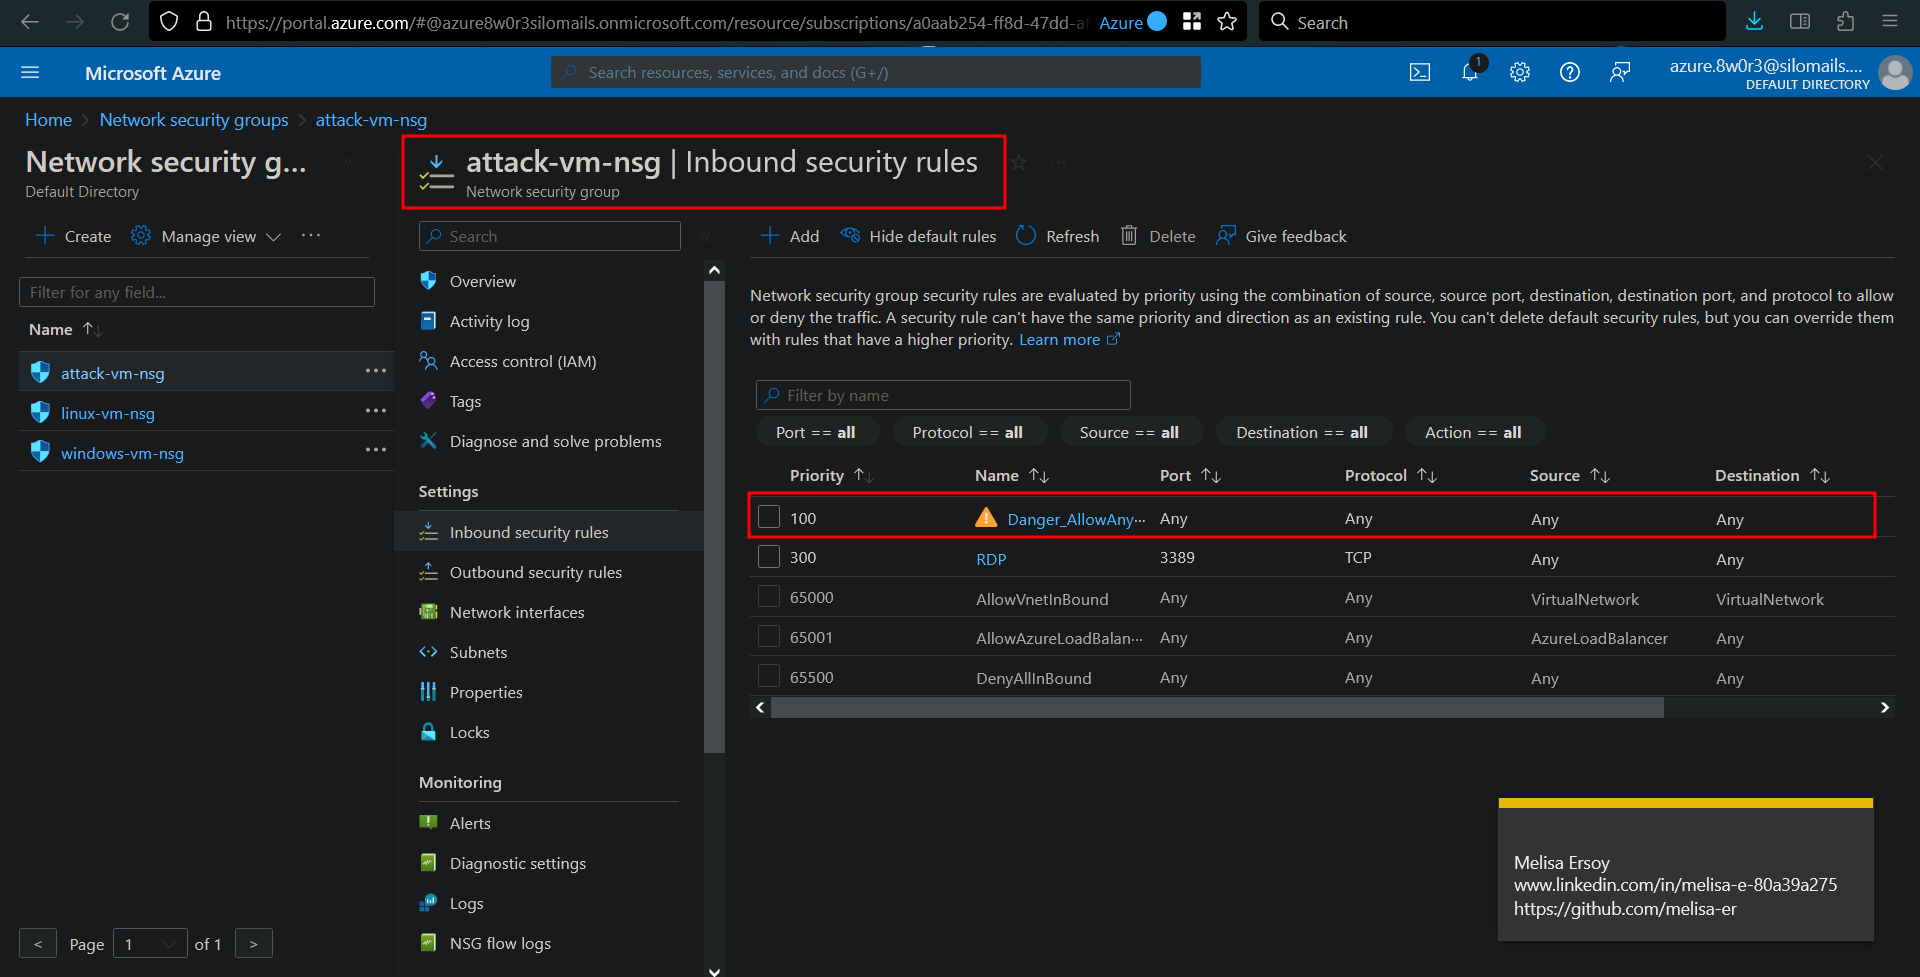 https://portal.azure.com/#@azure8w0r3silomails.onmicrosoft.com/resource/subscriptions/a0aab254-ff8d-47dd-af
Azure
Search
Microsoft Azure
Search resources, services, and docs (G+/)
1
azure.8w0r3@silomails....
DEFAULT DIRECTORY
Home > Network security groups > attack-vm-nsg
Network security g...
Default Directory
Create
Manage view
Filter for any field...
Name
attack-vm-nsg
linux-vm-nsg
windows-vm-nsg
< Page 1 of 1 >
attack-vm-nsg | Inbound security rules
Network security group
Search
Overview
Activity log
Access control (IAM)
Tags
Diagnose and solve problems
Settings
Inbound security rules
Outbound security rules
Network interfaces
Subnets
Properties
Locks
Monitoring
Alerts
Diagnostic settings
Logs
NSG flow logs
Add Hide default rules Refresh Delete Give feedback
Network security group security rules are evaluated by priority using the combination of source, source port, destination, destination port, and protocol to allow
or deny the traffic. A security rule can't have the same priority and direction as an existing rule. You can't delete default security rules, but you can override them
with rules that have a higher priority. Learn more
Filter by name
Port == all Protocol == all Source == all Destination == all Action == all
Priority Name Port Protocol Source Destination
100 Danger_AllowAny... Any Any Any Any
300 RDP 3389 TCP Any Any
65000 AllowVnetInBound Any Any VirtualNetwork VirtualNetwork
65001 AllowAzureLoadBalan... Any Any AzureLoadBalancer Any
65500 DenyAllInBound Any Any Any Any
Melisa Ersoy
www.linkedin.com/in/melisa-e-80a39a275
https://github.com/melisa-er